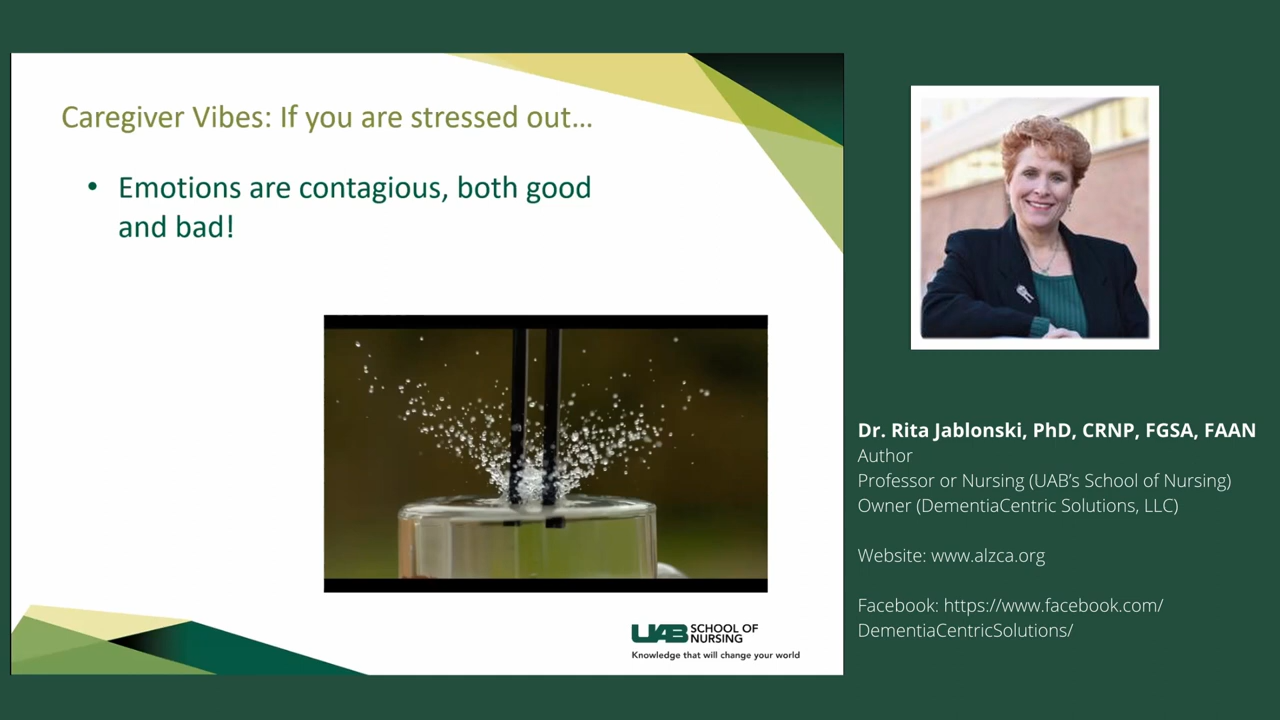 Caregiver Vibes: If you are stressed out…
• Emotions are contagious, both good
and bad!
UAB SCHOOL OF
NURSING
Knowledge that will change your world
Dr. Rita Jablonski, PhD, CRNP, FGSA, FAAN
Author
Professor or Nursing (UAB’s School of Nursing)
Owner (DementiaCentric Solutions, LLC)
Website: www.alzca.org
Facebook: https://www.facebook.com/
DementiaCentricSolutions/